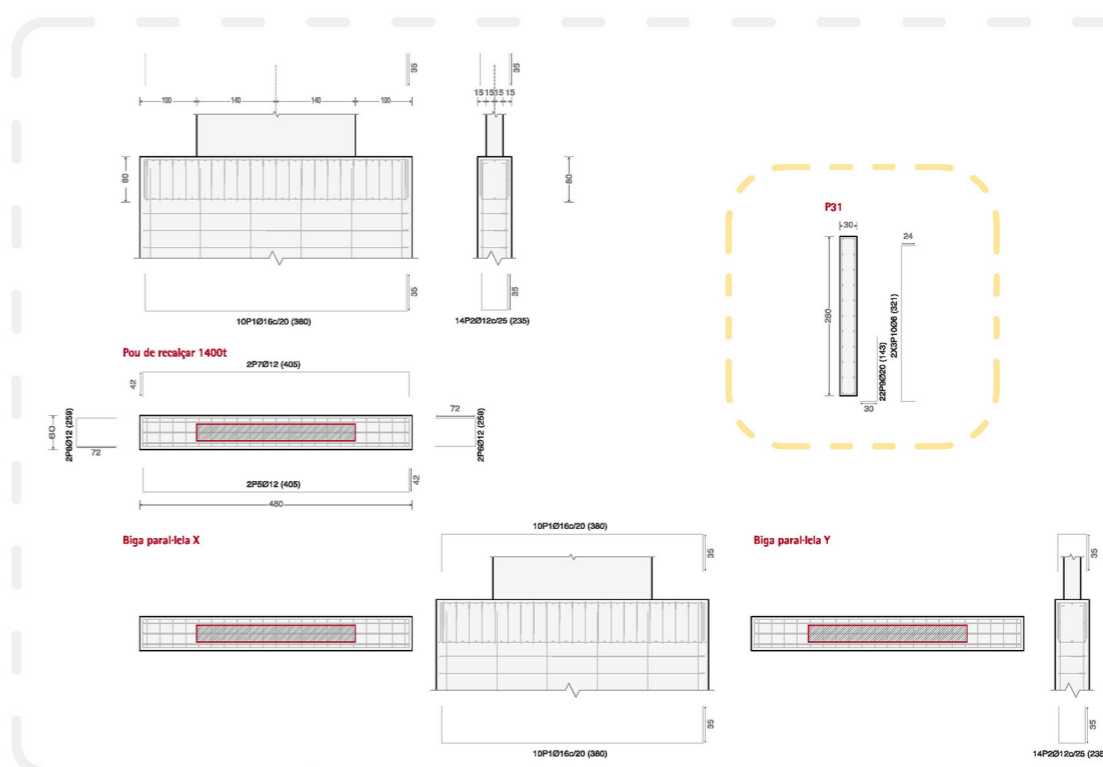 35
35
100 140 140 100
15 15 15 15
80
80
35
35
10P1Ø16c/20 (380)
14P2Ø12c/25 (235)
P31
30
24
280
22P9Ø20 (143)
2X3P10Ø6 (321)
30
Pou de recalçar 1400t
2P7Ø12 (405)
42
60
72
72
2P6Ø12 (259)
42
2P5Ø12 (405)
480
10P1Ø16c/20 (380)
Biga paral·lela X
35
Biga paral·lela Y
35
35
35
10P1Ø16c/20 (380)
14P2Ø12c/25 (235